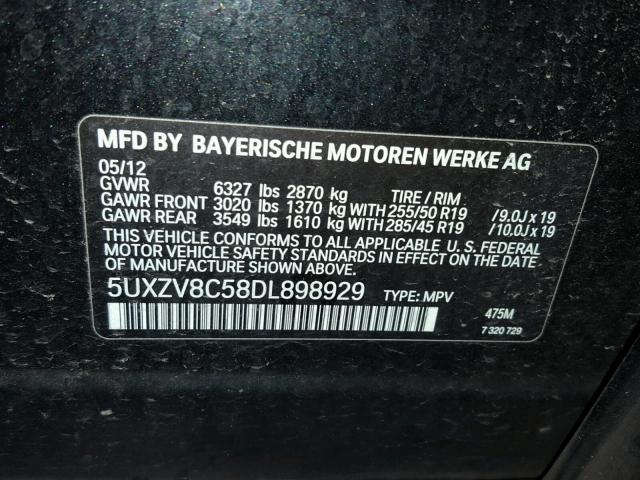 MFD BY BAYERISCHE MOTOREN WERKE AG
05/12
GVWR 6327 lbs 2870 kg TIRE / RIM
GAWR FRONT 3020 lbs 1370 kg WITH 255/50 R19 /9.0J x 19
GAWR REAR 3549 lbs 1610 kg WITH 285/45 R19 /10.0J x 19
THIS VEHICLE CONFORMS TO ALL APPLICABLE U. S. FEDERAL
MOTOR VEHICLE SAFETY STANDARDS IN EFFECT ON THE DATE
OF MANUFACTURE SHOWN ABOVE.
5UXZV8C58DL898929 TYPE: MPV
475M
7 320 729